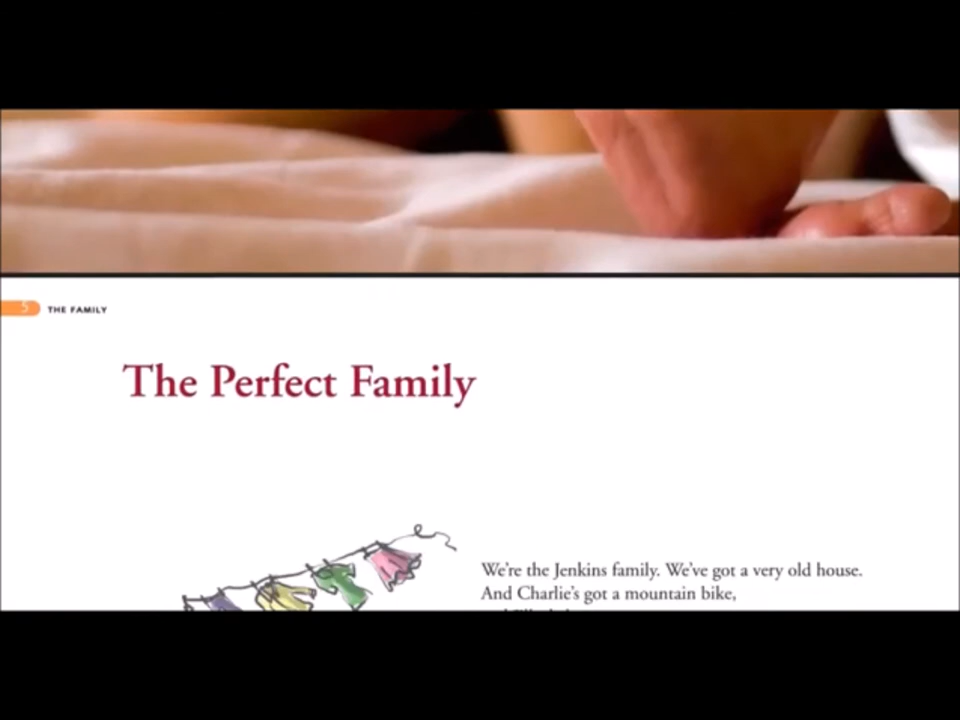 5 THE FAMILY
The Perfect Family
We're the Jenkins family. We've got a very old house.
And Charlie's got a mountain bike,